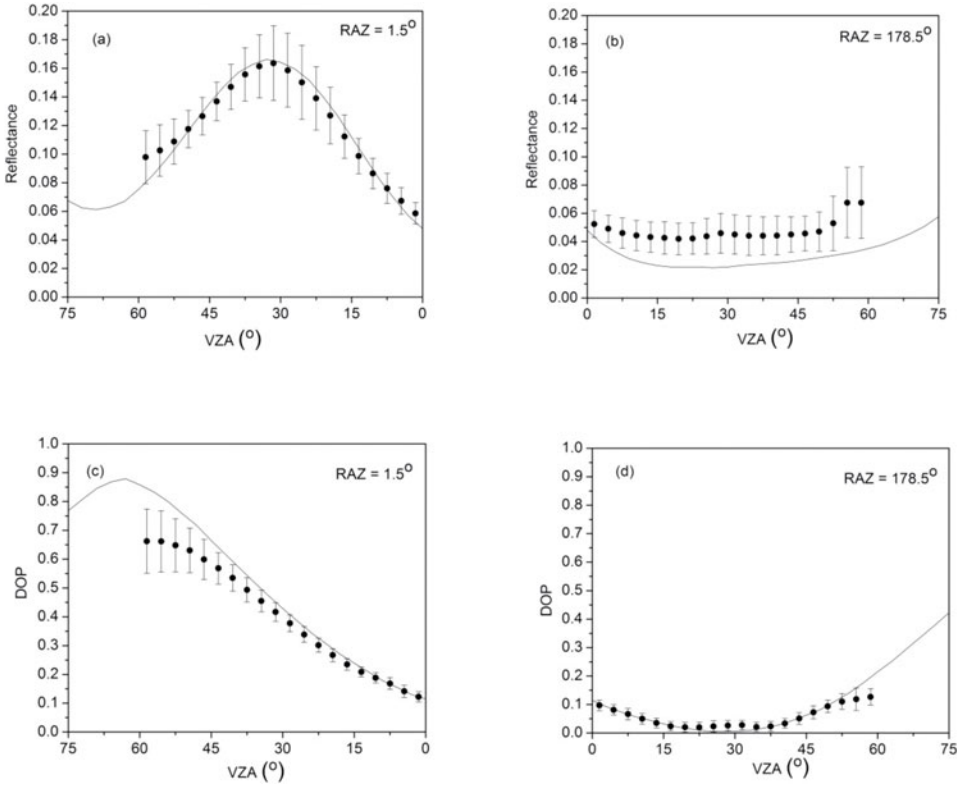 (a)
RAZ = 1.5°
Reflectance
0.20
0.18
0.16
0.14
0.12
0.10
0.08
0.06
0.04
0.02
0.00
75 60 45 30 15 0
VZA (°)
(b)
RAZ = 178.5°
Reflectance
0.20
0.18
0.16
0.14
0.12
0.10
0.08
0.06
0.04
0.02
0.00
0 15 30 45 60 75
VZA (°)
(c)
RAZ = 1.5°
DOP
1.0
0.9
0.8
0.7
0.6
0.5
0.4
0.3
0.2
0.1
0.0
75 60 45 30 15 0
VZA (°)
(d)
RAZ = 178.5°
DOP
1.0
0.9
0.8
0.7
0.6
0.5
0.4
0.3
0.2
0.1
0.0
0 15 30 45 60 75
VZA (°)